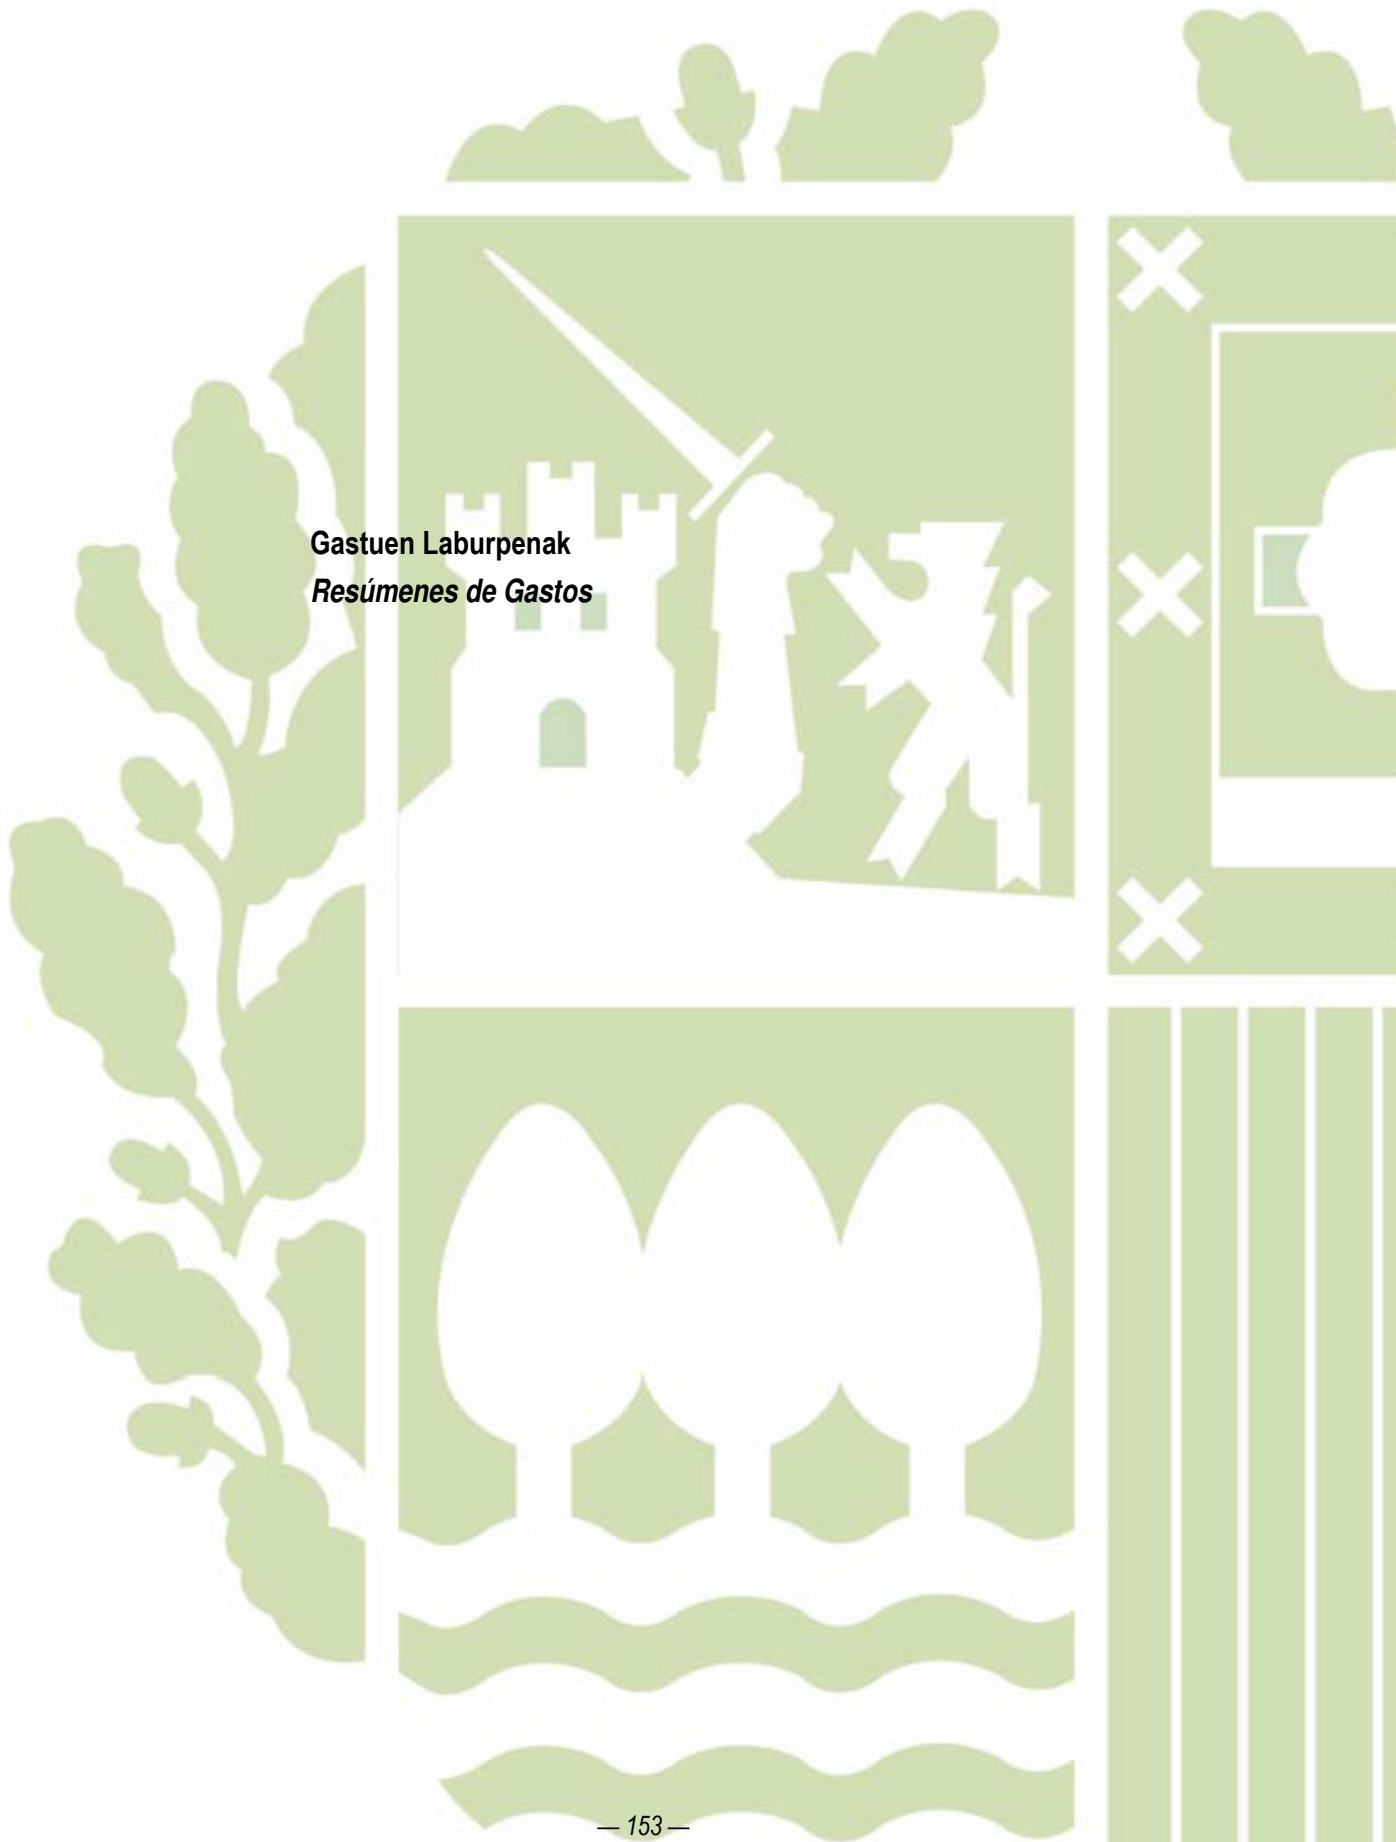 Gastuen Laburpenak
Resúmenes de Gastos
— 153 —